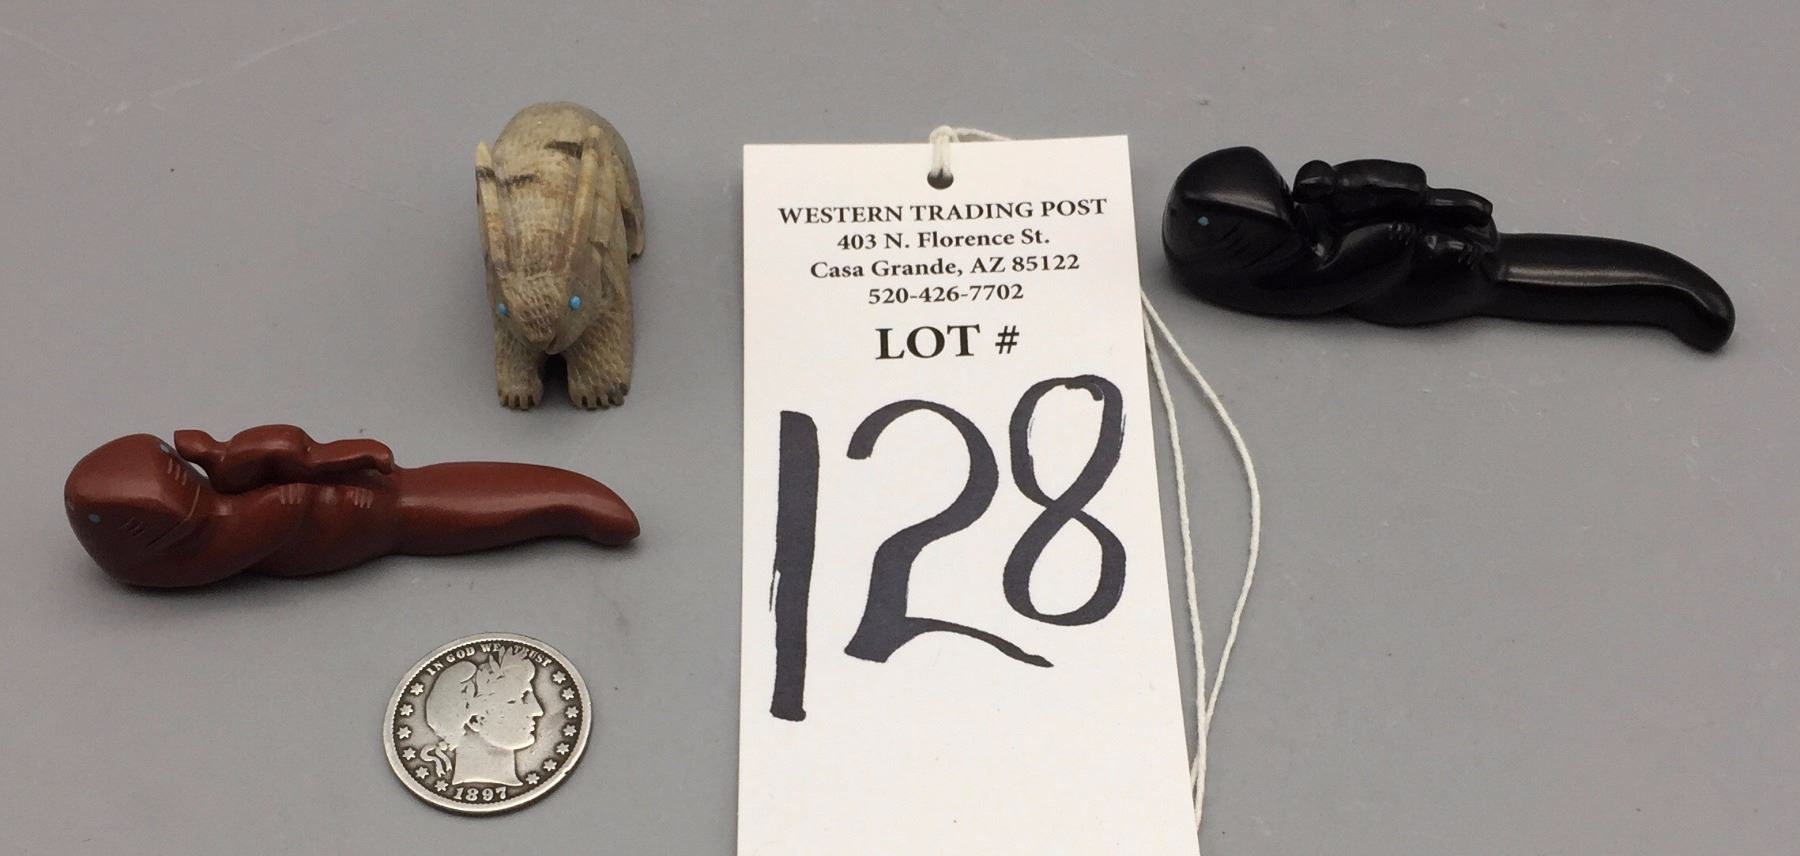 WESTERN TRADING POST
403 N. Florence St.
Casa Grande, AZ 85122
520-426-7702
LOT #
128
IN GOD WE TRUST
1897